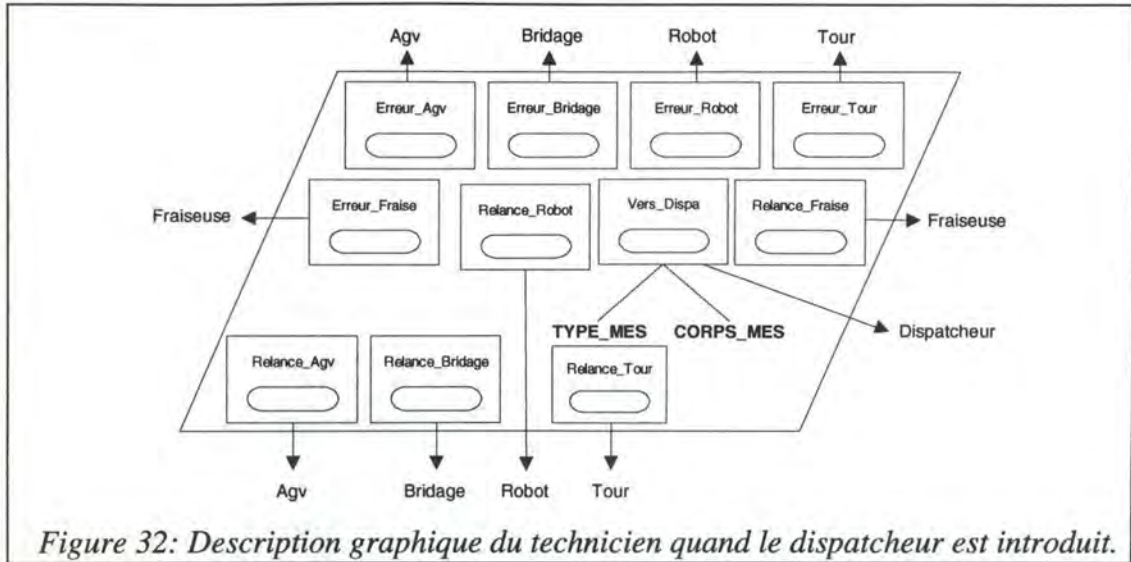 Agv Bridage Robot Tour
Erreur_Agv Erreur_Bridage Erreur_Robot Erreur_Tour
Fraiseuse Erreur_Fraise Relance_Robot Vers_Dispa Relance_Fraise Fraiseuse
TYPE_MES CORPS_MES Dispatcheur
Relance_Agv Relance_Bridage Relance_Tour
Agv Bridage Robot Tour
Figure 32: Description graphique du technicien quand le dispatcheur est introduit.